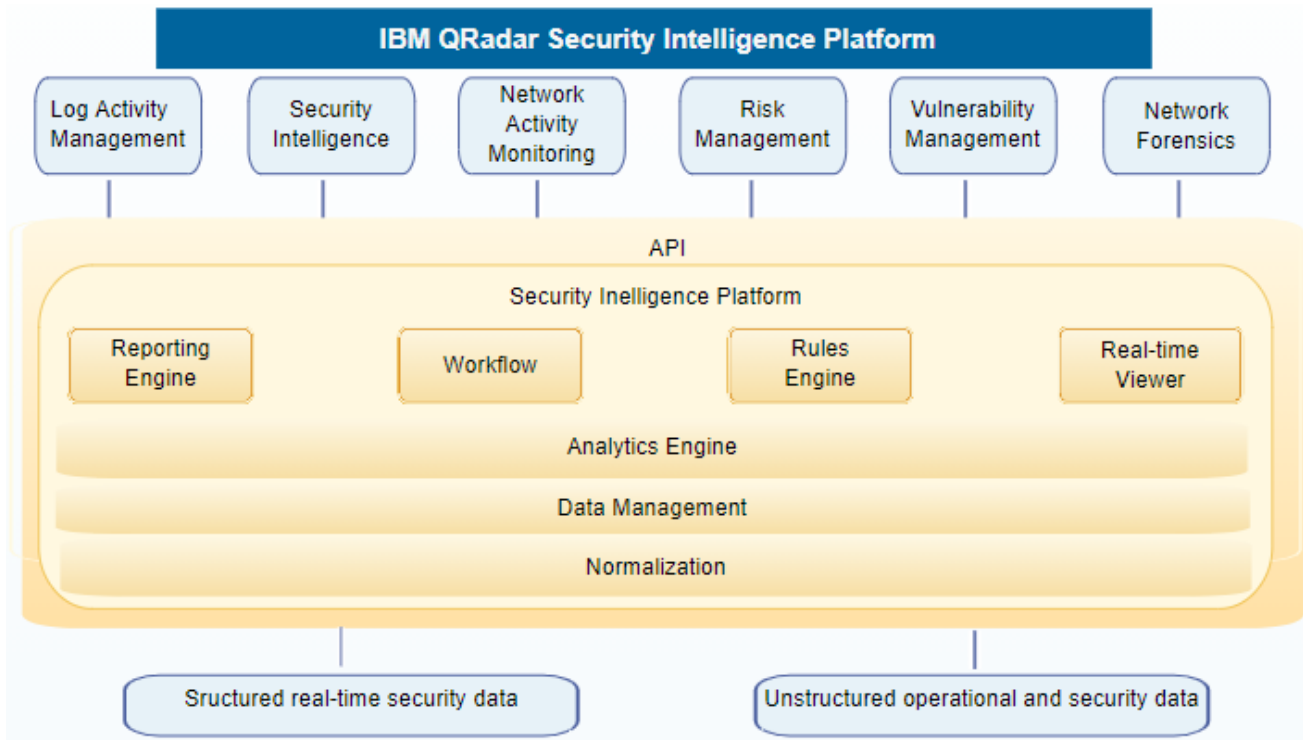 IBM QRadar Security Intelligence Platform
Log Activity
Management
Security
Intelligence
Network
Activity
Monitoring
Risk
Management
Vulnerability
Management
Network
Forensics
API
Security Inelligence Platform
Reporting
Engine
Workflow
Rules
Engine
Real-time
Viewer
Analytics Engine
Data Management
Normalization
Sructured real-time security data
Unstructured operational and security data